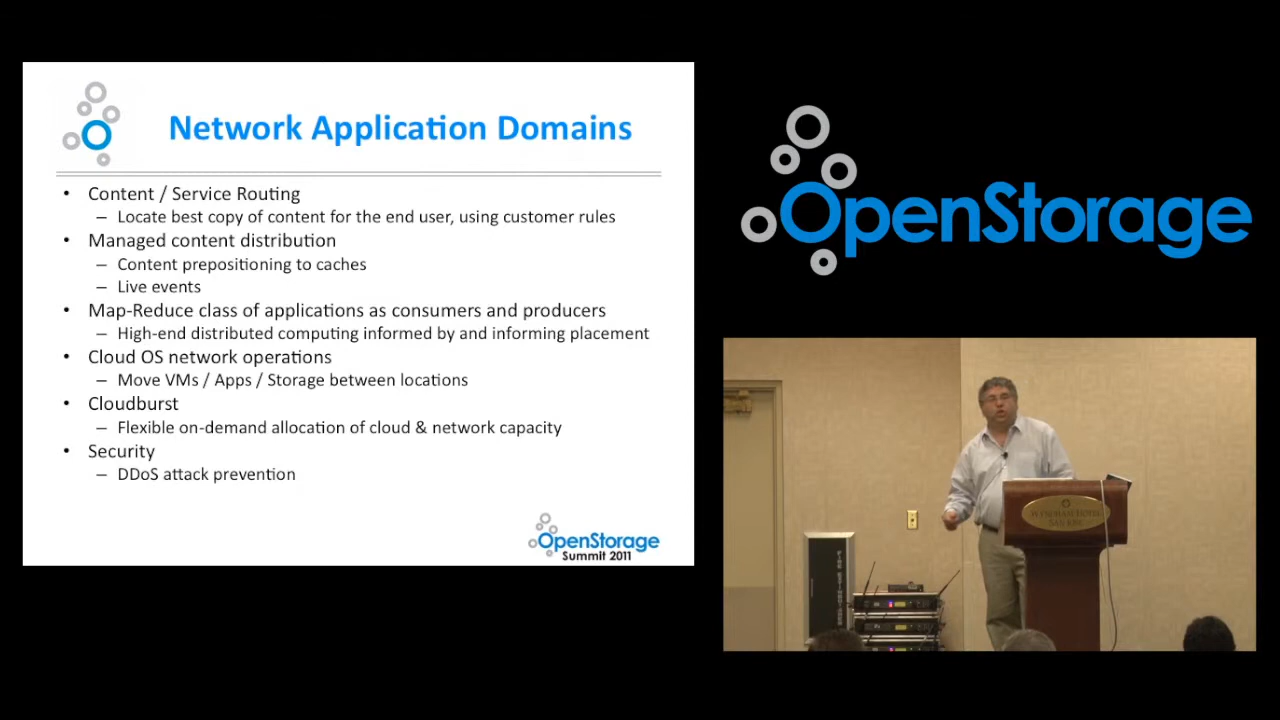 Network Application Domains
• Content / Service Routing
– Locate best copy of content for the end user, using customer rules
• Managed content distribution
– Content prepositioning to caches
– Live events
• Map-Reduce class of applications as consumers and producers
– High-end distributed computing informed by and informing placement
• Cloud OS network operations
– Move VMs / Apps / Storage between locations
• Cloudburst
– Flexible on-demand allocation of cloud & network capacity
• Security
– DDoS attack prevention
OpenStorage
Summit 2011
OpenStorage